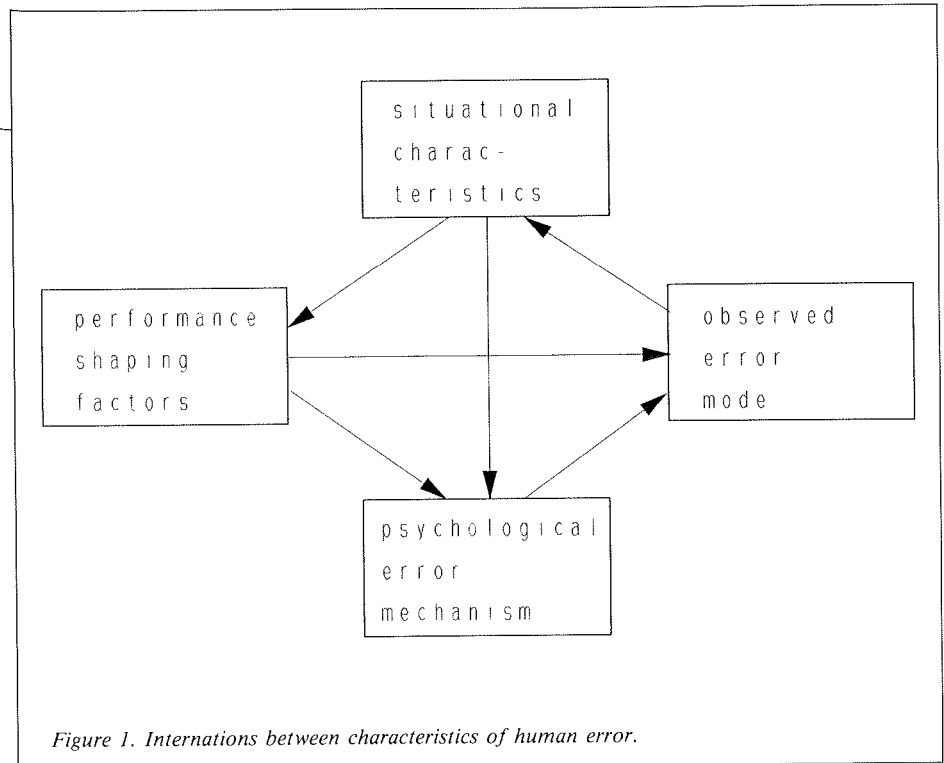 situational
charac-
teristics
performance
shaping
factors
observed
error
mode
psychological
error
mechanism
Figure 1. Internations between characteristics of human error.